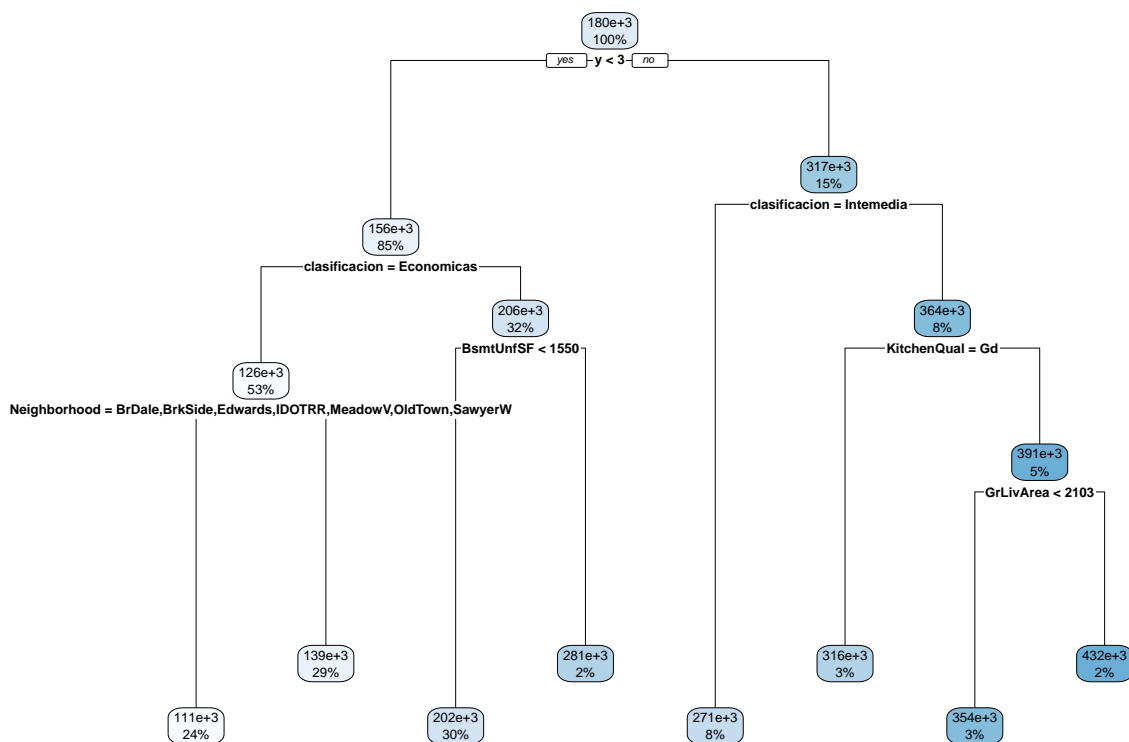 180e+3
100%
yes
y < 3
no
317e+3
15%
clasificacion = Intemedia
156e+3
85%
clasificacion = Economicas
206e+3
32%
BsmtUnfSF < 1550
364e+3
8%
KitchenQual = Gd
126e+3
53%
Neighborhood = BrDale,BrkSide,Edwards,IDOTRR,MeadowV,OldTown,SawyerW
391e+3
5%
GrLivArea < 2103
139e+3
29%
281e+3
2%
316e+3
3%
432e+3
2%
111e+3
24%
202e+3
30%
271e+3
8%
354e+3
3%